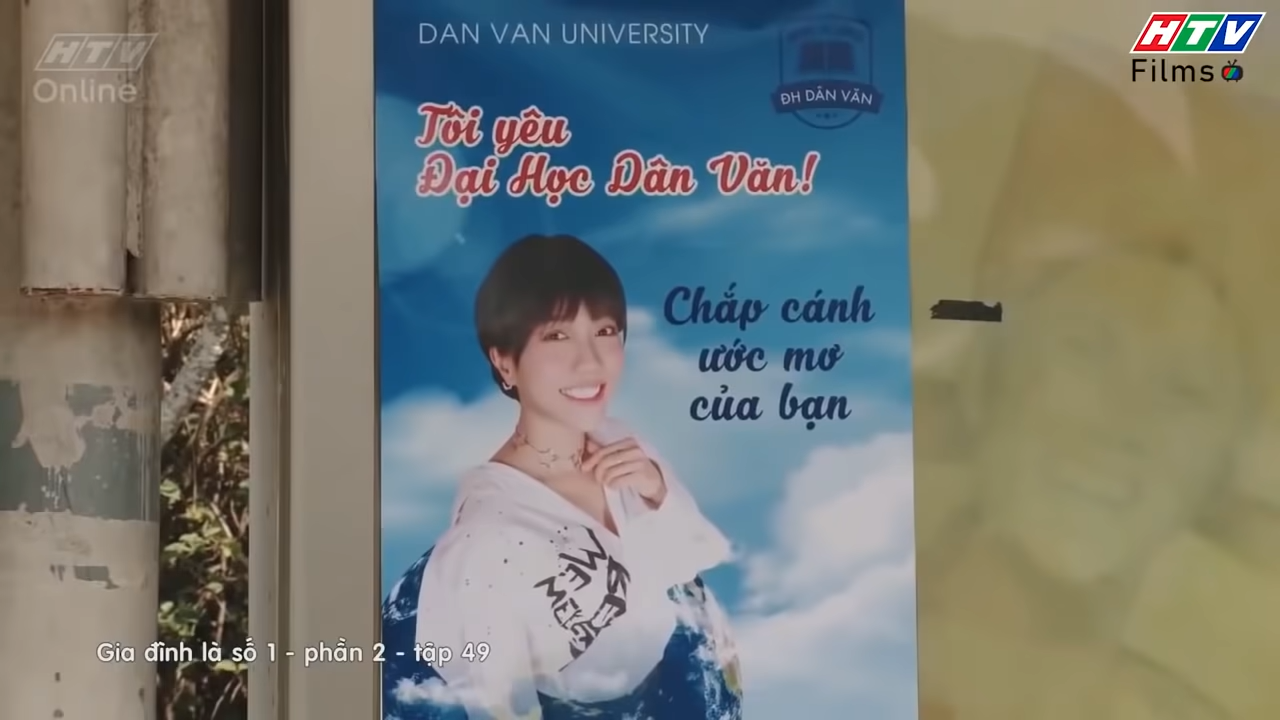 HTV
Online
HTV
Films
DAN VAN UNIVERSITY
ĐH DÂN VĂN
Tôi yêu
Đại Học Dân Văn!
Chắp cánh
ước mơ
của bạn
Gia đình là số 1 - phần 2 - tập 49